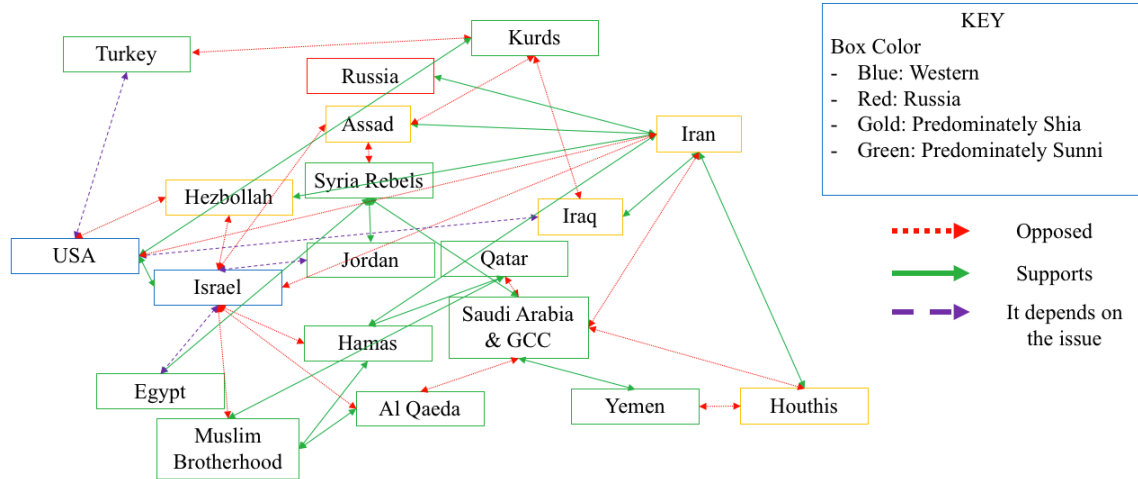 Turkey
Kurds
Russia
Assad
Iran
Syria Rebels
Hezbollah
Iraq
USA
Jordan
Qatar
Israel
Saudi Arabia
& GCC
Hamas
Egypt
Al Qaeda
Yemen
Houthis
Muslim
Brotherhood
KEY
Box Color
- Blue: Western
- Red: Russia
- Gold: Predominately Shia
- Green: Predominately Sunni
Opposed
Supports
It depends on
the issue